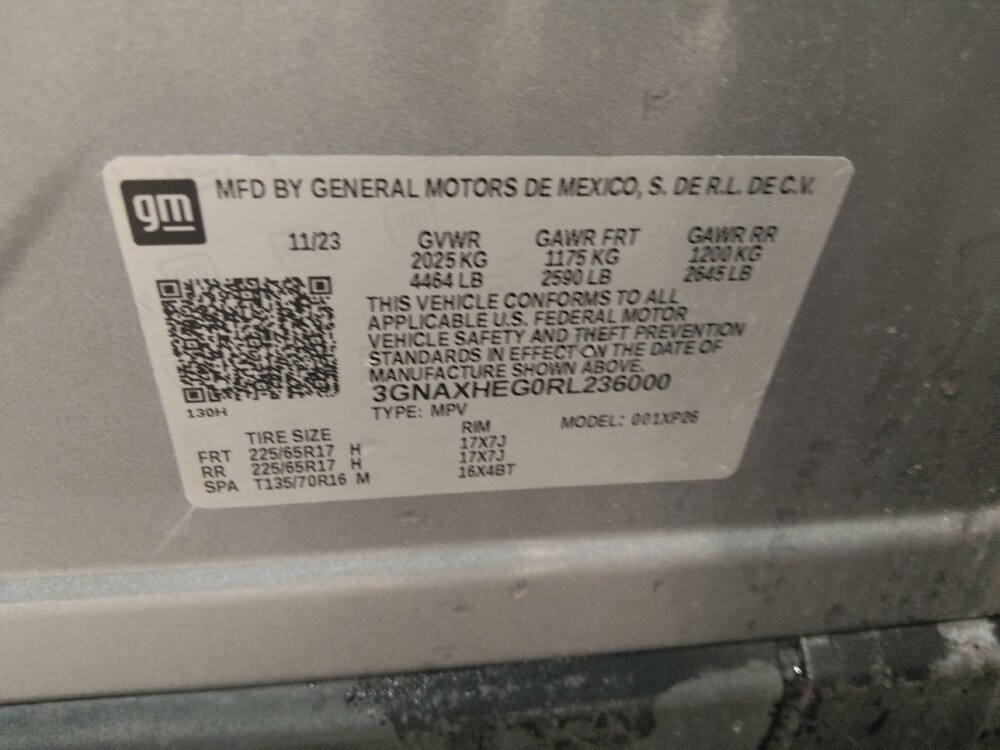 gm
MFD BY GENERAL MOTORS DE MEXICO, S. DE R.L. DE C.V.
11/23 GVWR GAWR FRT GAWR RR
2025 KG 1175 KG 1200 KG
4464 LB 2590 LB 2645 LB
THIS VEHICLE CONFORMS TO ALL
APPLICABLE U.S. FEDERAL MOTOR
VEHICLE SAFETY AND THEFT PREVENTION
STANDARDS IN EFFECT ON THE DATE OF
MANUFACTURE SHOWN ABOVE.
3GNAXHEG0RL236000
130H
TYPE: MPV MODEL: 001XP26
TIRE SIZE RIM
FRT 225/65R17 H 17X7J
RR 225/65R17 H 17X7J
SPA T135/70R16 M 16X4BT